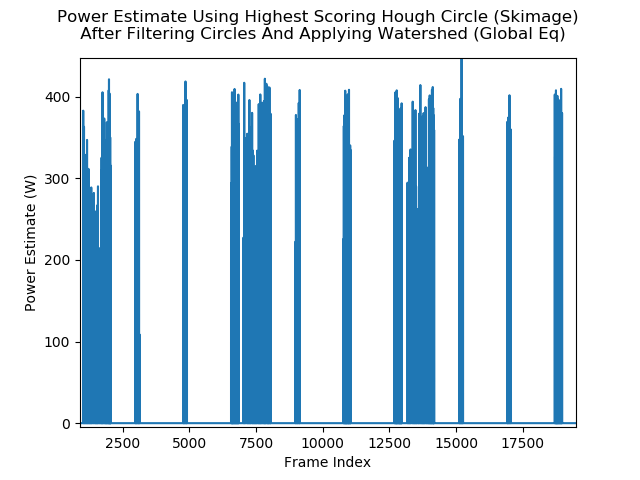 Power Estimate Using Highest Scoring Hough Circle (Skimage)
After Filtering Circles And Applying Watershed (Global Eq)
Power Estimate (W)
400
300
200
100
0
2500 5000 7500 10000 12500 15000 17500
Frame Index